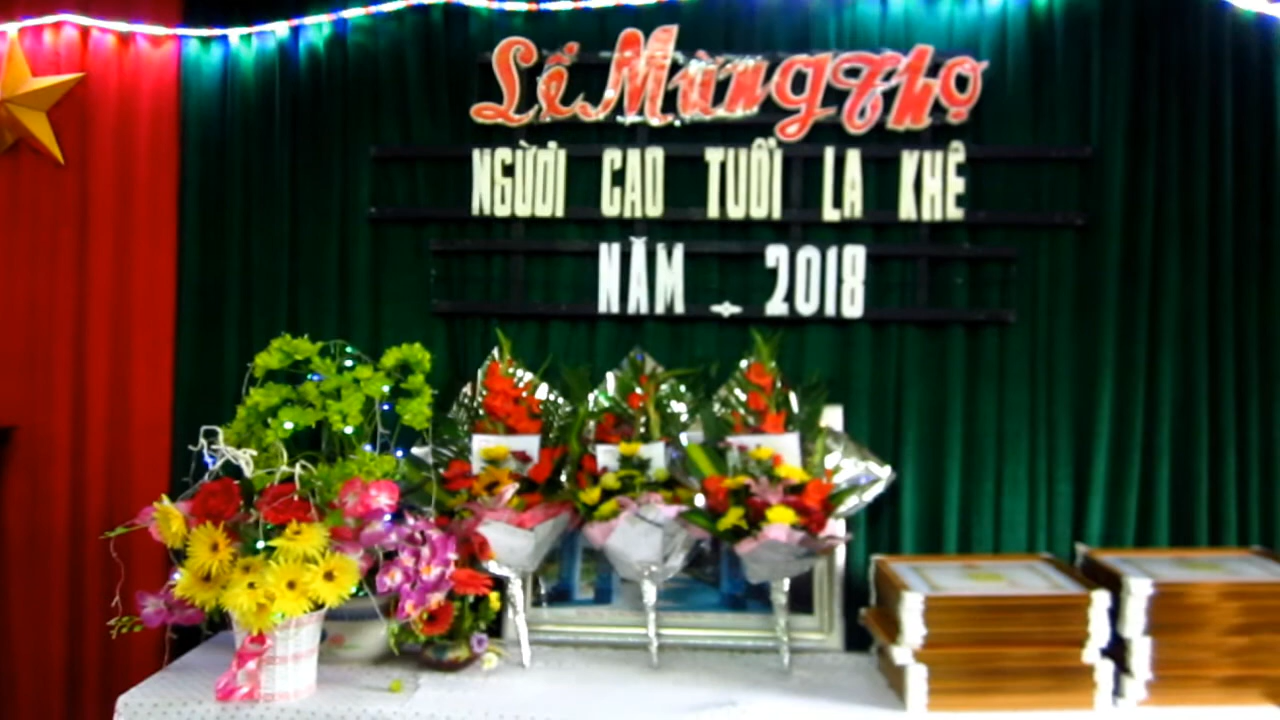 Lễ Mừng Thọ
NGƯỜI CAO TUỔI LA KHÊ
NĂM - 2018